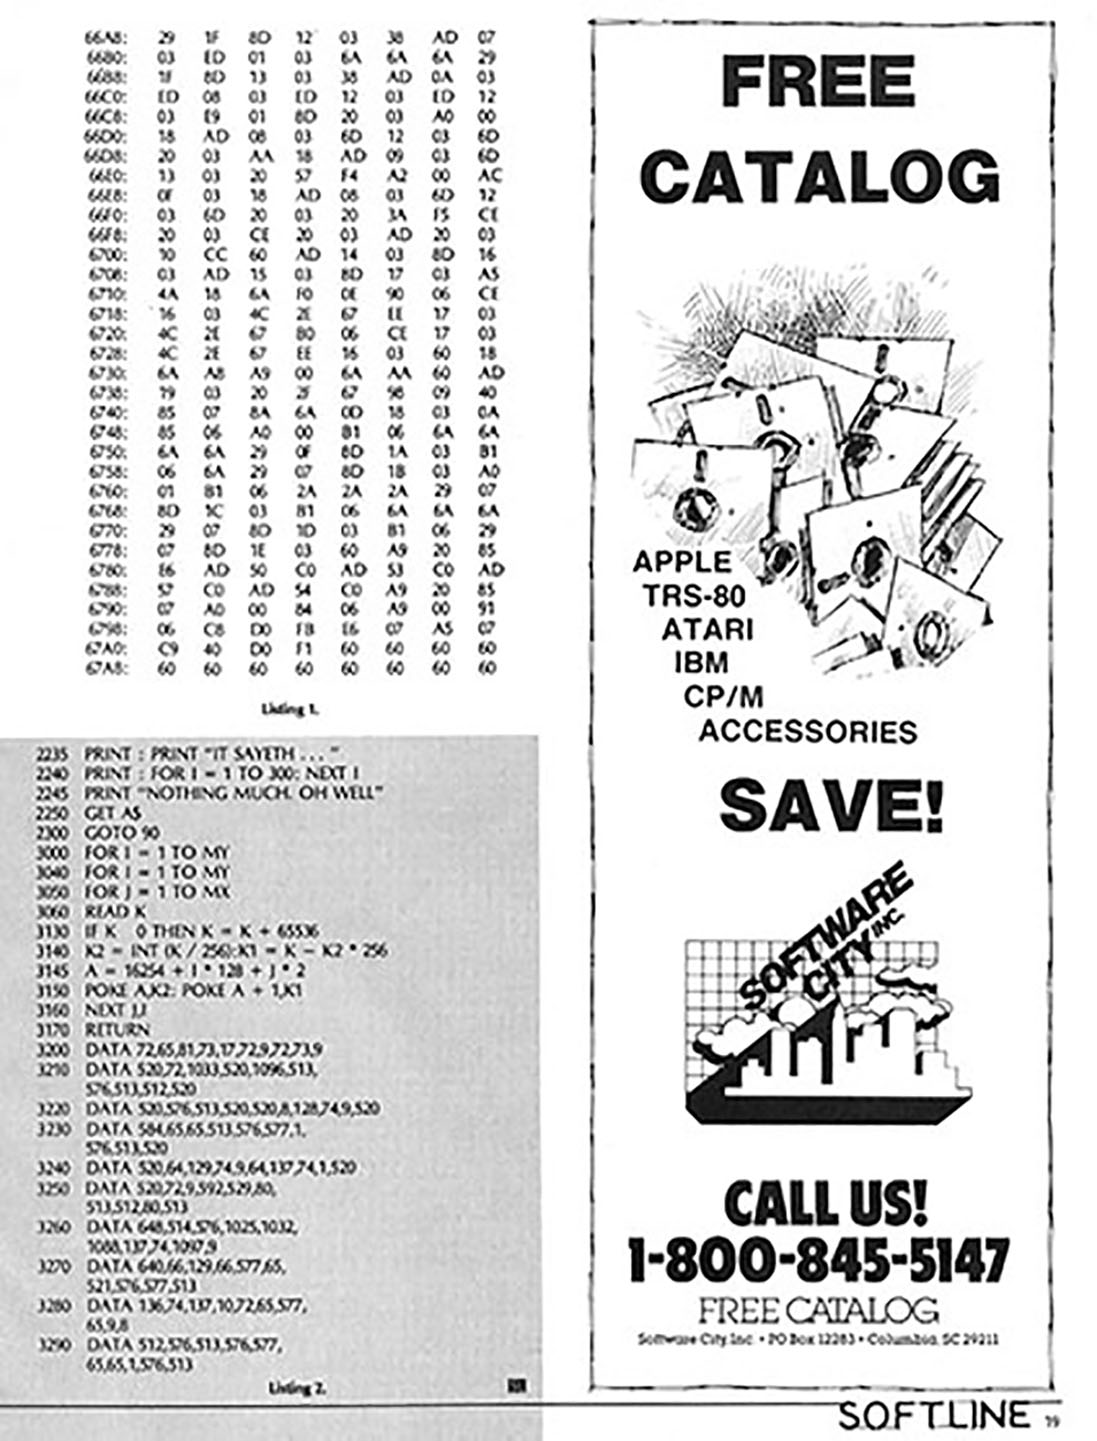 66A8: 29 1F 8D 12 03 38 AD 07
66B0: 03 ED 01 03 6A 6A 6A 29
66B8: 1F 8D 13 03 38 AD 0A 03
66C0: ED 08 03 ED 12 03 ED 12
66C8: 03 E9 01 8D 20 03 A0 00
66D0: 18 AD 08 03 6D 12 03 6D
66D8: 20 03 AA 18 AD 09 03 6D
66E0: 13 03 20 57 F4 A2 00 AC
66E8: 0F 03 18 AD 08 03 6D 12
66F0: 03 6D 20 03 20 3A F5 CE
66F8: 20 03 CE 20 03 AD 20 03
6700: 10 CC 60 AD 14 03 8D 16
6708: 03 AD 15 03 8D 17 03 A5
6710: 4A 18 6A F0 0E 90 06 CE
6718: 16 03 4C 2E 67 EE 17 03
6720: 4C 2E 67 B0 06 CE 17 03
6728: 4C 2E 67 EE 16 03 60 18
6730: 6A A8 A9 00 6A AA 60 AD
6738: 19 03 20 2F 67 98 09 40
6740: 85 07 8A 6A 0D 18 03 0A
6748: 85 06 A0 00 B1 06 6A 6A
6750: 6A 6A 29 0F 8D 1A 03 B1
6758: 06 6A 29 07 8D 1B 03 A0
6760: 01 B1 06 2A 2A 2A 29 07
6768: 8D 1C 03 B1 06 6A 6A 6A
6770: 29 07 8D 1D 03 B1 06 29
6778: 07 8D 1E 03 60 A9 20 85
6780: E6 AD 50 C0 AD 53 C0 AD
6788: 57 C0 AD 54 C0 A9 20 85
6790: 07 A0 00 84 06 A9 00 91
6798: 06 C8 D0 FB E6 07 A5 07
67A0: C9 40 D0 F1 60 60 60 60
67A8: 60 60 60 60 60 60 60 60
Listing 1.
2235 PRINT : PRINT "IT SAYETH . . . "
2240 PRINT : FOR I = 1 TO 300: NEXT I
2245 PRINT "NOTHING MUCH. OH WELL"
2250 GET A$
2300 GOTO 90
3000 FOR I = 1 TO MY
3040 FOR I = 1 TO MY
3050 FOR J = 1 TO MX
3060 READ K
3130 IF K 0 THEN K = K + 65536
3140 K2 = INT (K / 256):K1 = K - K2 * 256
3145 A = 16254 + I * 128 + J * 2
3150 POKE A,K2: POKE A + 1,K1
3160 NEXT J,I
3170 RETURN
3200 DATA 72,65,81,73,17,72,9,72,73,9
3210 DATA 520,72,1033,520,1096,513,
576,513,512,520
3220 DATA 520,576,513,520,520,8,128,74,9,520
3230 DATA 584,65,65,513,576,577,1,
576,513,520
3240 DATA 520,64,129,74,9,64,137,74,1,520
3250 DATA 520,72,9,592,529,80,
513,512,80,513
3260 DATA 648,514,576,1025,1032,
1088,137,74,1097,9
3270 DATA 640,66,129,66,577,65,
521,576,577,513
3280 DATA 136,74,137,10,72,65,577,
65,9,8
3290 DATA 512,576,513,576,577,
65,65,1,576,513
Listing 2.
FREE
CATALOG
APPLE
TRS-80
ATARI
IBM
CP/M
ACCESSORIES
SAVE!
SOFTWARE
CITY INC.
CALL US!
1-800-845-5147
FREE CATALOG
Software City, Inc. • PO Box 12283 • Columbia, SC 29211
SOFTLINE 19